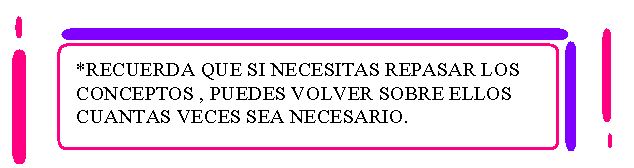 *RECUERDA QUE SI NECESITAS REPASAR LOS
CONCEPTOS , PUEDES VOLVER SOBRE ELLOS
CUANTAS VECES SEA NECESARIO.